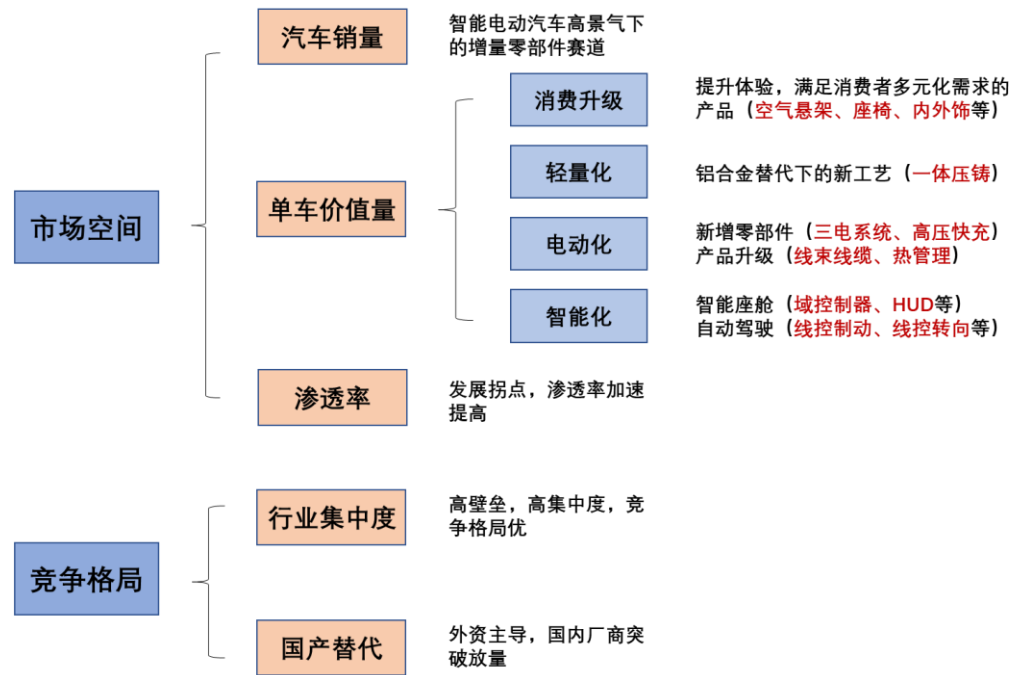 汽车销量
智能电动汽车高景气下
的增量零部件赛道
消费升级
提升体验，满足消费者多元化需求的
产品（空气悬架、座椅、内外饰等）
轻量化
铝合金替代下的新工艺（一体压铸）
市场空间
单车价值量
电动化
新增零部件（三电系统、高压快充）
产品升级（线束线缆、热管理）
智能化
智能座舱（域控制器、HUD等）
自动驾驶（线控制动、线控转向等）
渗透率
发展拐点，渗透率加速
提高
行业集中度
高壁垒，高集中度，竞
争格局优
竞争格局
国产替代
外资主导，国内厂商突
破放量